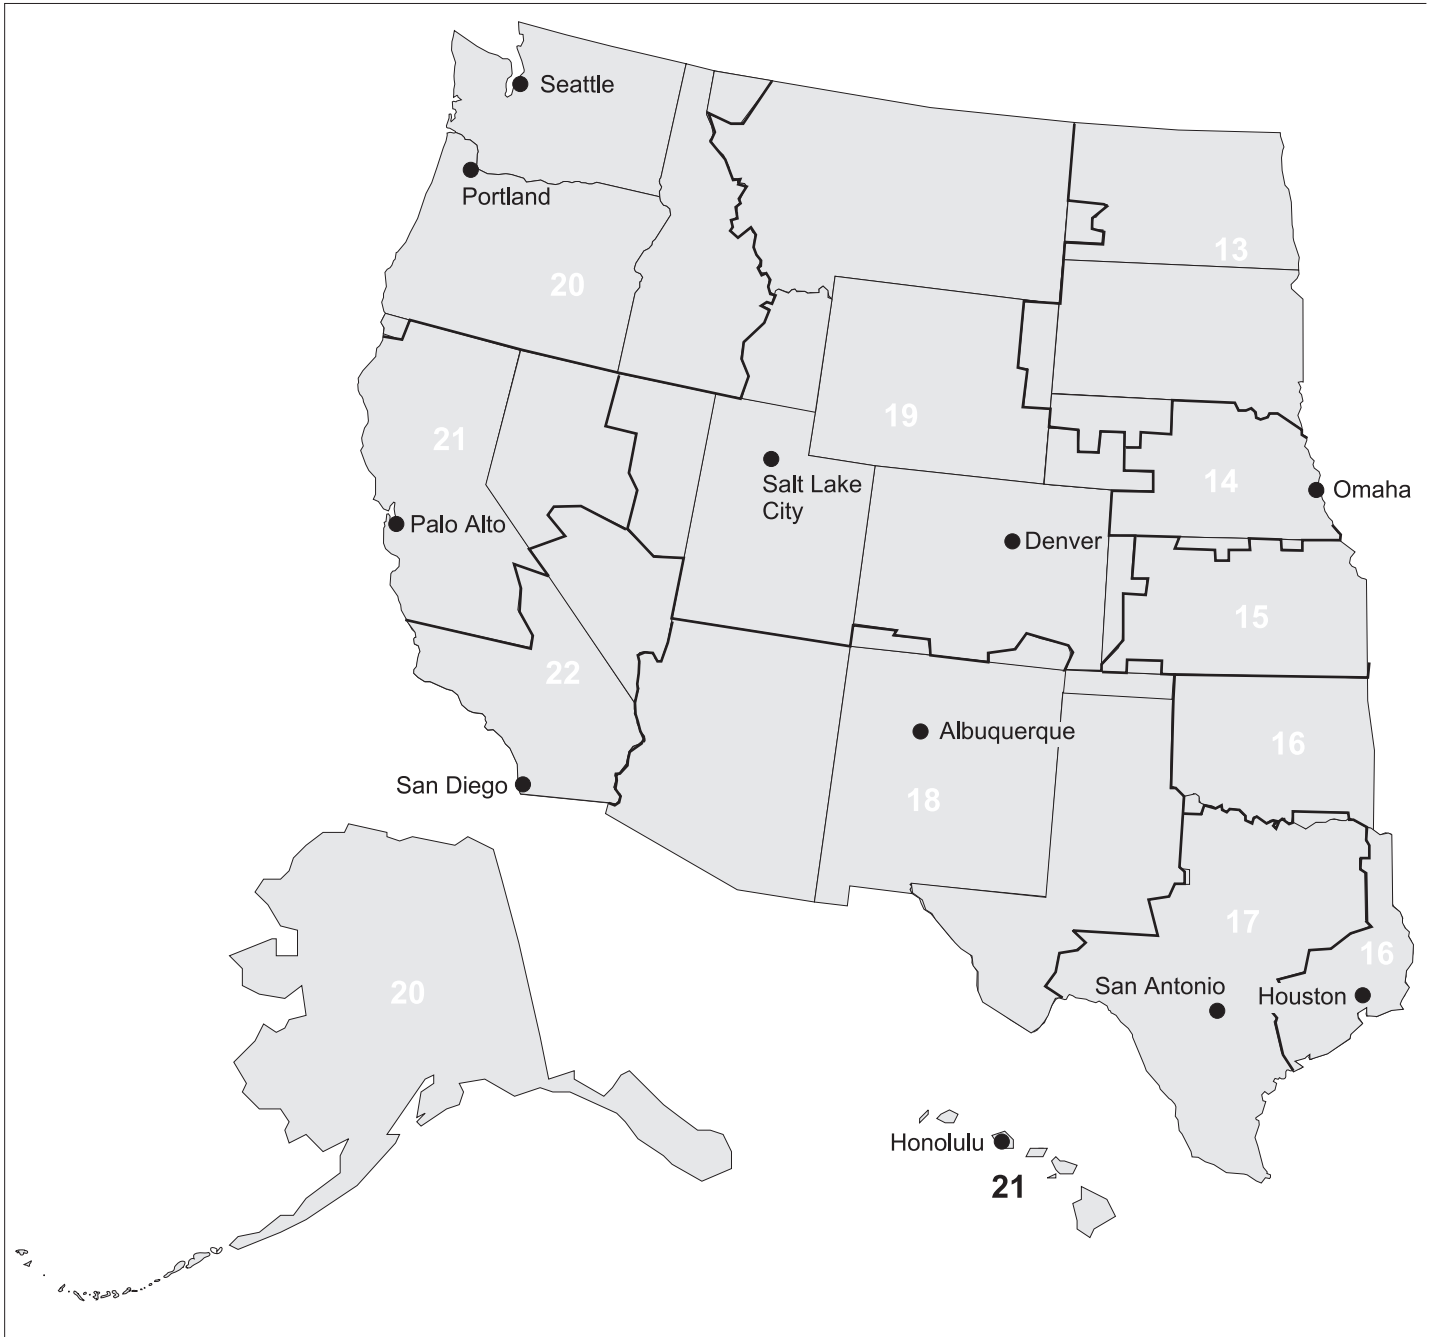 Seattle
Portland
13
20
19
21
14
Salt Lake
City
Omaha
Palo Alto
Denver
15
22
Albuquerque
16
San Diego
18
17
16
20
San Antonio
Houston
Honolulu
21